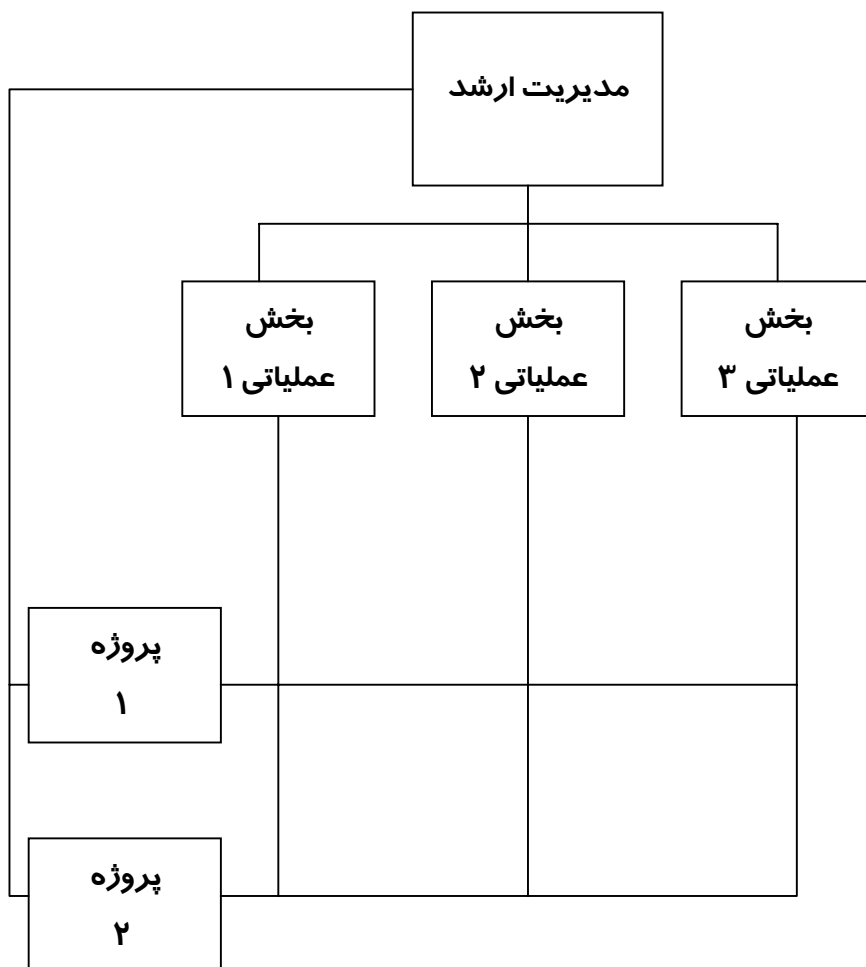 مدیریت ارشد
بخش
عملیاتی ۱
بخش
عملیاتی ۲
بخش
عملیاتی ۳
پروژه
۱
پروژه
۲